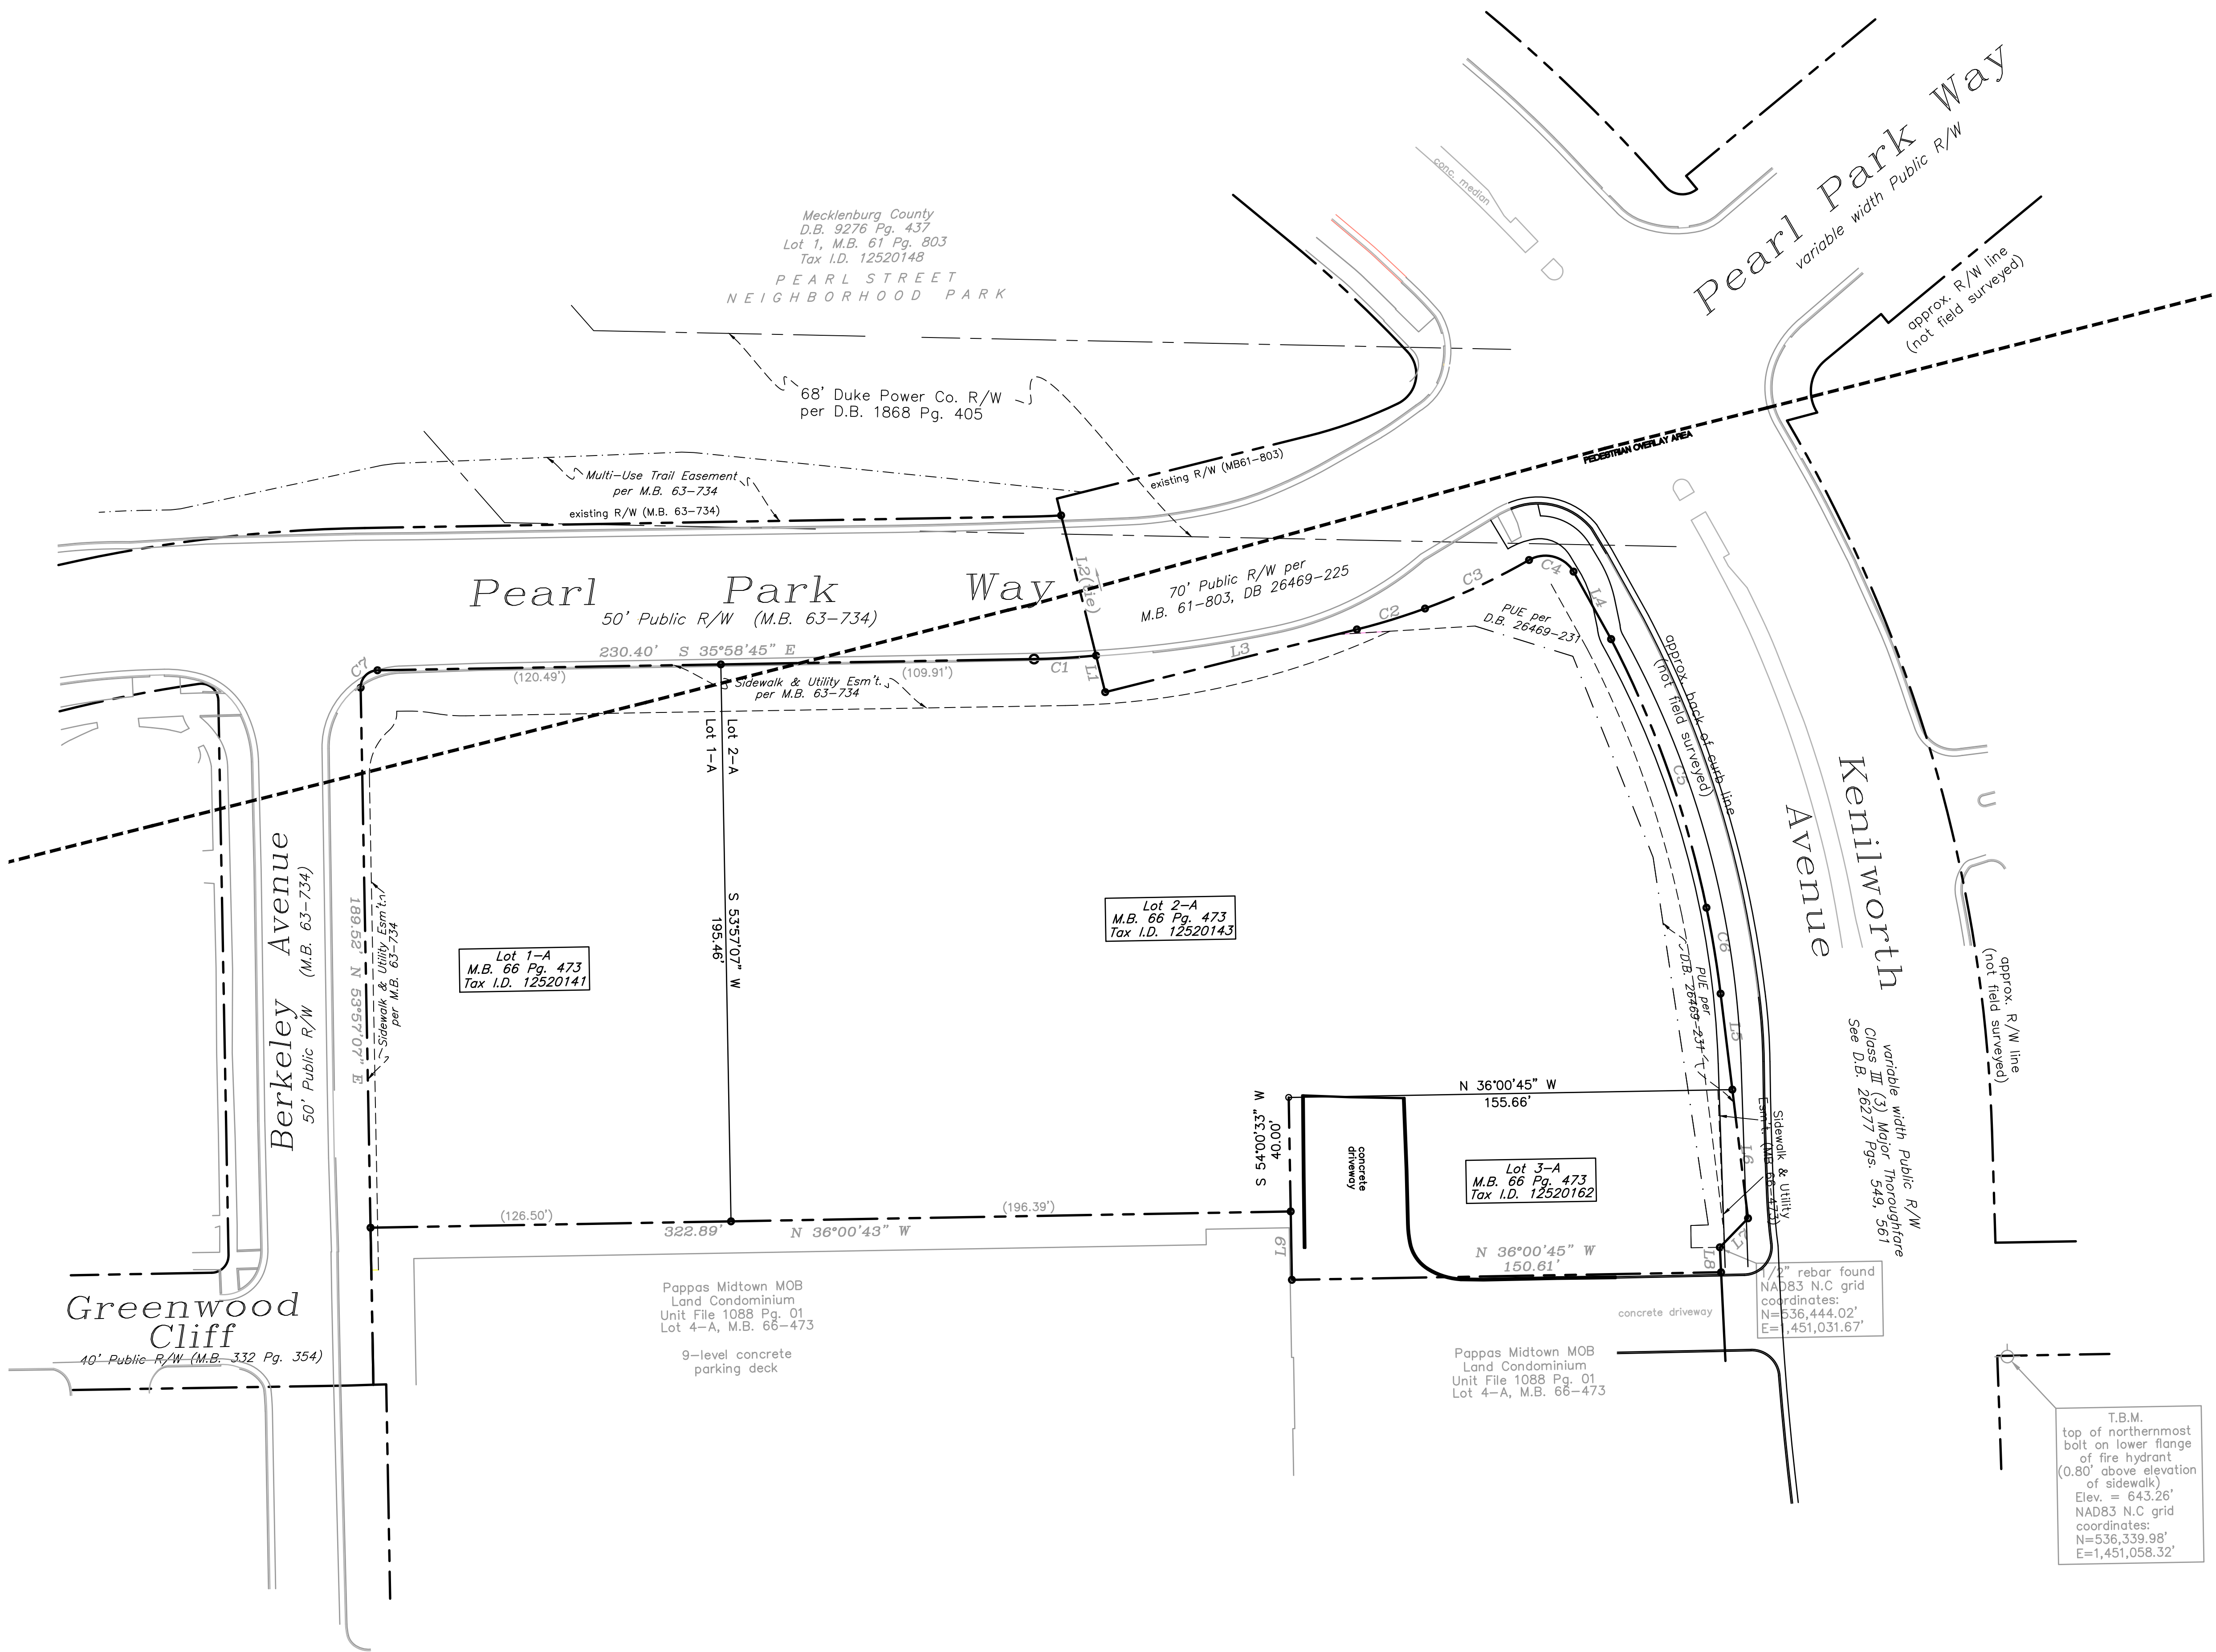 Pearl Park Way
variable width Public R/W
conc. median
Mecklenburg County
D.B. 9276 Pg. 437
Lot 1, M.B. 61 Pg. 803
Tax I.D. 12520148
PEARL STREET
NEIGHBORHOOD PARK
approx. R/W line
(not field surveyed)
68' Duke Power Co. R/W
per D.B. 1868 Pg. 405
PEDESTRIAN OVERLAY AREA
existing R/W (MB61-803)
Multi-Use Trail Easement
per M.B. 63-734
existing R/W (M.B. 63-734)
L2(tie)
Pearl Park Way
50' Public R/W (M.B. 63-734)
70' Public R/W per
M.B. 61-803, DB 26469-225
C2
C3
C4
L4
PUE per
D.B. 26469-231
C7
230.40' S 35°58'45" E
(120.49')
(109.91')
C1
L1
L3
Sidewalk & Utility Esm't.
per M.B. 63-734
Lot 1-A
Lot 2-A
approx. back of curb line
(not field surveyed)
C5
Kenilworth
Avenue
Berkeley Avenue
50' Public R/W (M.B. 63-734)
189.52' N 53°57'07" E
Sidewalk & Utility Esm't.
per M.B. 63-734
S 53°57'07" W
195.46'
Lot 1-A
M.B. 66 Pg. 473
Tax I.D. 12520141
Lot 2-A
M.B. 66 Pg. 473
Tax I.D. 12520143
C6
PUE per
D.B. 26469-231
L5
approx. R/W line
(not field surveyed)
variable width Public R/W
Class III (3) Major Thoroughfare
See D.B. 26277 Pgs. 549, 561
N 36°00'45" W
155.66'
S 54°00'33" W
40.00'
concrete
driveway
Lot 3-A
M.B. 66 Pg. 473
Tax I.D. 12520162
L6
Sidewalk & Utility
Esm't. (MB 66-473)
L7
L8
L9
(126.50')
(196.39')
322.89' N 36°00'43" W
N 36°00'45" W
150.61'
1/2" rebar found
NAD83 N.C grid
coordinates:
N=536,444.02'
E=1,451,031.67'
concrete driveway
Greenwood
Cliff
40' Public R/W (M.B. 332 Pg. 354)
Pappas Midtown MOB
Land Condominium
Unit File 1088 Pg. 01
Lot 4-A, M.B. 66-473
9-level concrete
parking deck
Pappas Midtown MOB
Land Condominium
Unit File 1088 Pg. 01
Lot 4-A, M.B. 66-473
T.B.M.
top of northernmost
bolt on lower flange
of fire hydrant
(0.80' above elevation
of sidewalk)
Elev. = 643.26'
NAD83 N.C grid
coordinates:
N=536,339.98'
E=1,451,058.32'